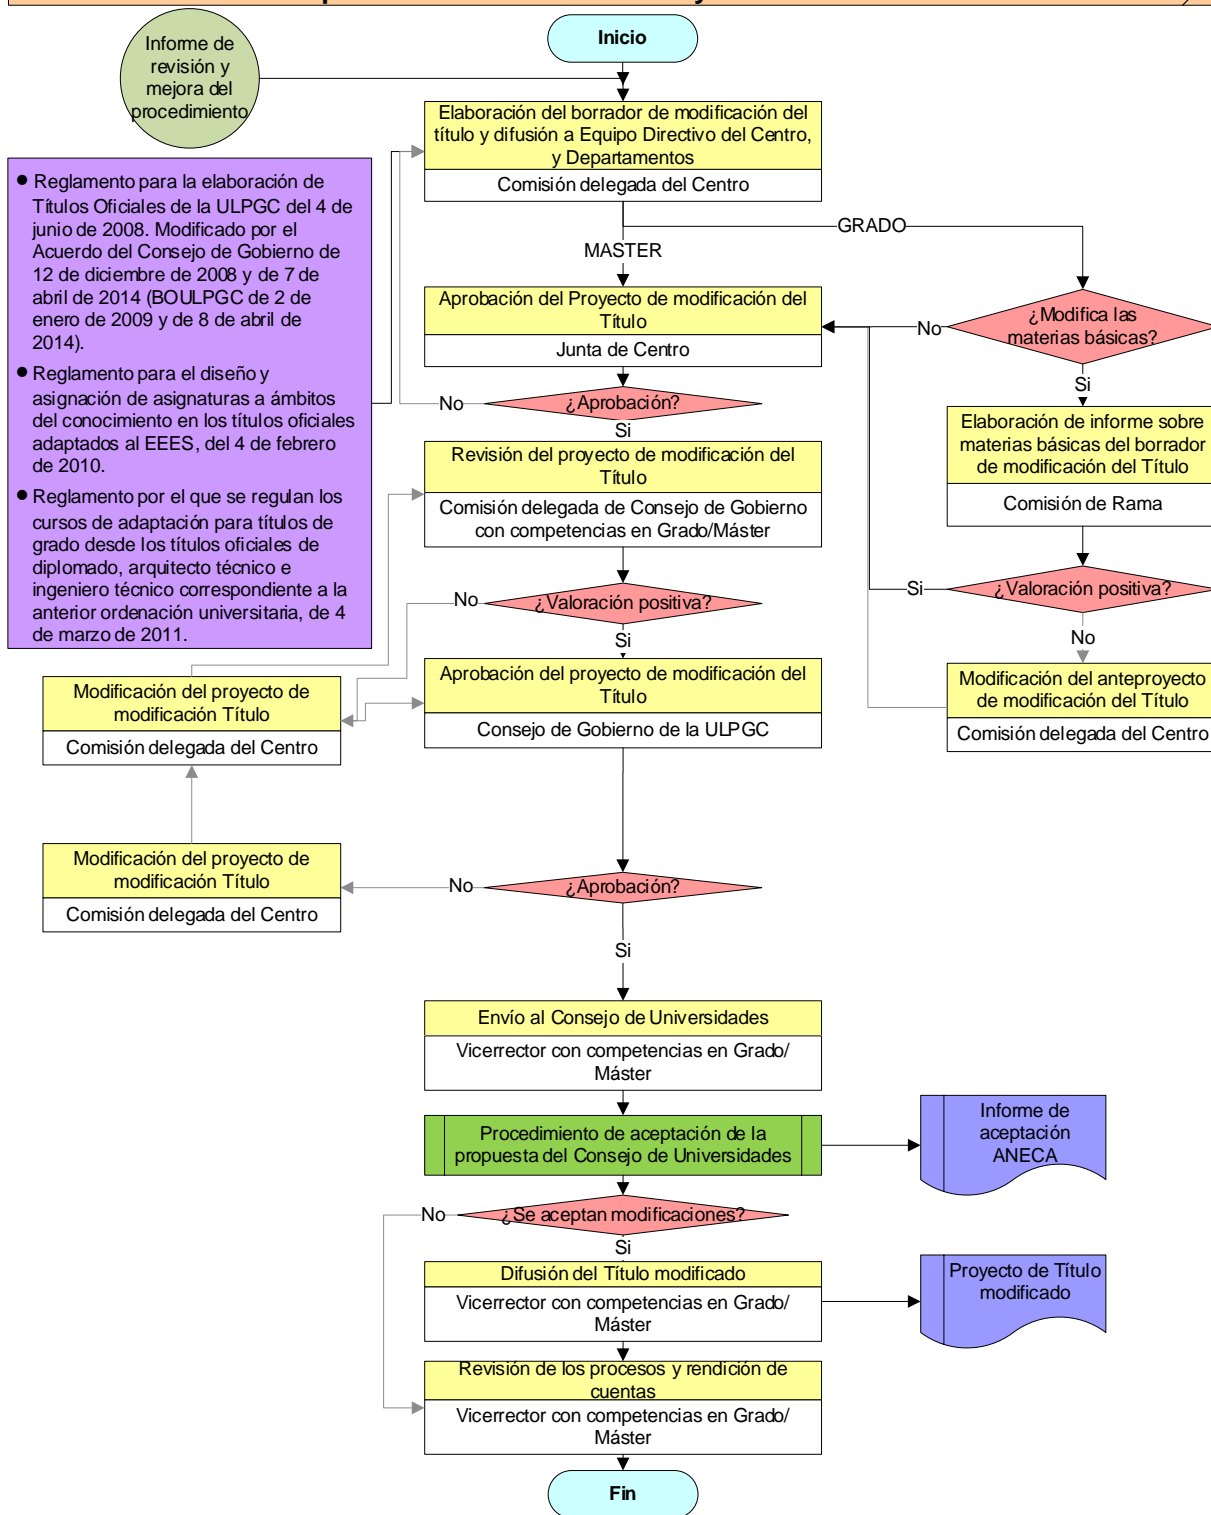 Inicio
Informe de
revisión y
mejora del
procedimiento
Elaboración del borrador de modificación del
título y difusión a Equipo Directivo del Centro,
y Departamentos
Comisión delegada del Centro
● Reglamento para la elaboración de
Títulos Oficiales de la ULPGC del 4 de
junio de 2008. Modificado por el
Acuerdo del Consejo de Gobierno de
12 de diciembre de 2008 y de 7 de
abril de 2014 (BOULPGC de 2 de
enero de 2009 y de 8 de abril de
2014).
● Reglamento para el diseño y
asignación de asignaturas a ámbitos
del conocimiento en los títulos oficiales
adaptados al EEES, del 4 de febrero
de 2010.
● Reglamento por el que se regulan los
cursos de adaptación para títulos de
grado desde los títulos oficiales de
diplomado, arquitecto técnico e
ingeniero técnico correspondiente a la
anterior ordenación universitaria, de 4
de marzo de 2011.
GRADO
MASTER
Aprobación del Proyecto de modificación del
Título
Junta de Centro
No
¿Modifica las
materias básicas?
Si
No
¿Aprobación?
Si
Elaboración de informe sobre
materias básicas del borrador
de modificación del Título
Comisión de Rama
Revisión del proyecto de modificación del
Título
Comisión delegada de Consejo de Gobierno
con competencias en Grado/Máster
No
¿Valoración positiva?
Si
Si
¿Valoración positiva?
No
Aprobación del proyecto de modificación del
Título
Consejo de Gobierno de la ULPGC
Modificación del anteproyecto
de modificación del Título
Comisión delegada del Centro
Modificación del proyecto de
modificación Título
Comisión delegada del Centro
Modificación del proyecto de
modificación Título
Comisión delegada del Centro
No
¿Aprobación?
Si
Envío al Consejo de Universidades
Vicerrector con competencias en Grado/
Máster
Procedimiento de aceptación de la
propuesta del Consejo de Universidades
Informe de
aceptación
ANECA
No
¿Se aceptan modificaciones?
Si
Difusión del Título modificado
Vicerrector con competencias en Grado/
Máster
Proyecto de Título
modificado
Revisión de los procesos y rendición de
cuentas
Vicerrector con competencias en Grado/
Máster
Fin